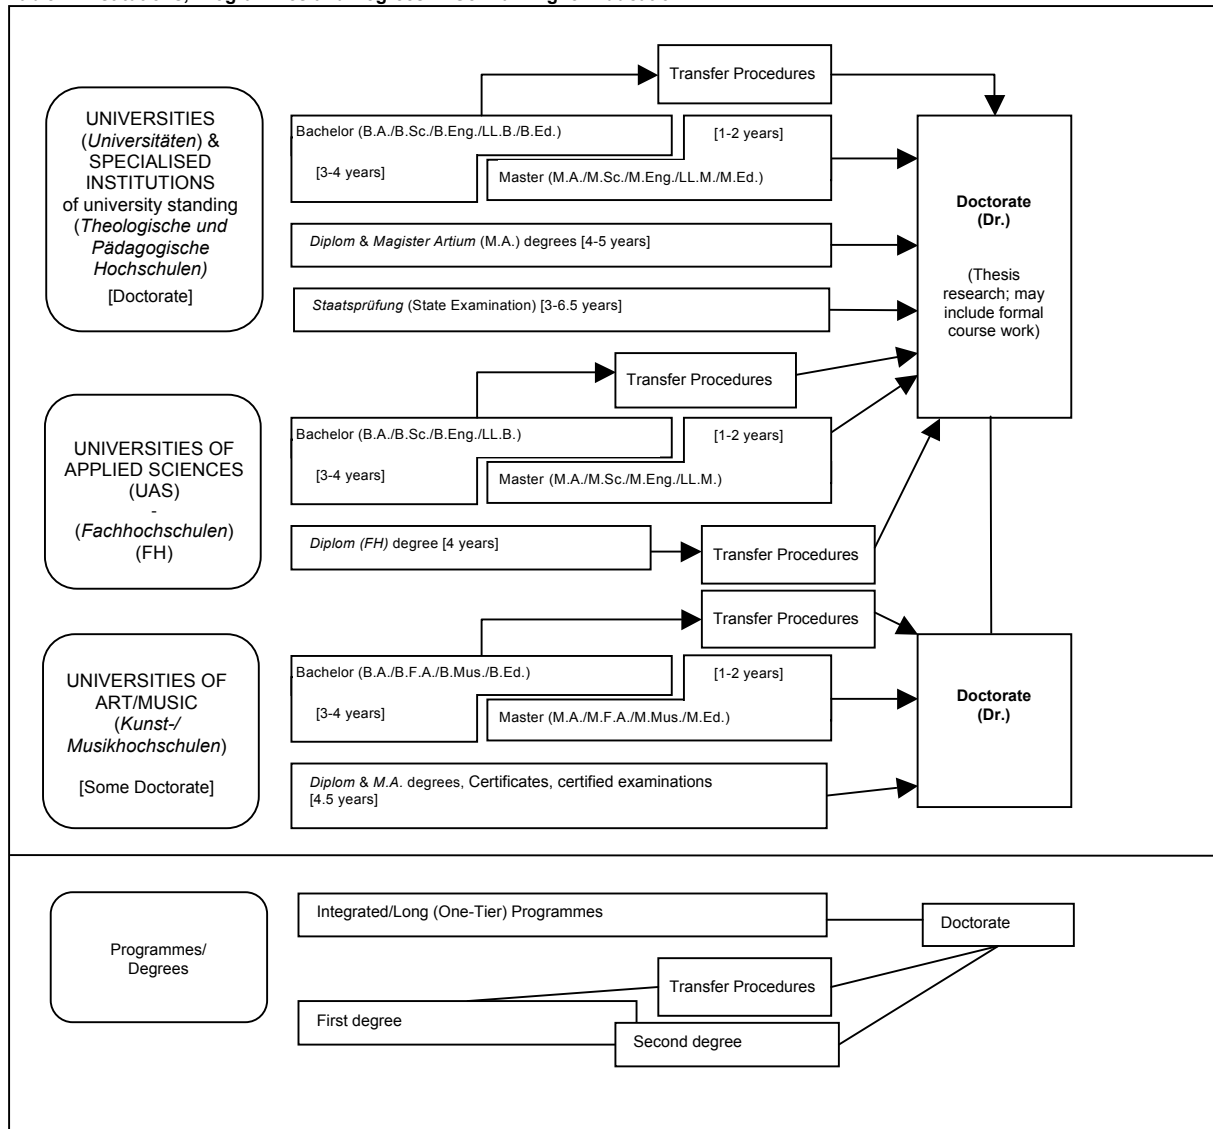 Transfer Procedures
UNIVERSITIES
(Universitäten) &
SPECIALISED
INSTITUTIONS
of university standing
(Theologische und
Pädagogische
Hochschulen)
[Doctorate]
Bachelor (B.A./B.Sc./B.Eng./LL.B./B.Ed.)
[3-4 years]
[1-2 years]
Master (M.A./M.Sc./M.Eng./LL.M./M.Ed.)
Diplom & Magister Artium (M.A.) degrees [4-5 years]
Staatsprüfung (State Examination) [3-6.5 years]
Doctorate
(Dr.)
(Thesis
research; may
include formal
course work)
Transfer Procedures
UNIVERSITIES OF
APPLIED SCIENCES
(UAS)
-
(Fachhochschulen)
(FH)
Bachelor (B.A./B.Sc./B.Eng./LL.B.)
[3-4 years]
[1-2 years]
Master (M.A./M.Sc./M.Eng./LL.M.)
Diplom (FH) degree [4 years]
Transfer Procedures
Transfer Procedures
UNIVERSITIES OF
ART/MUSIC
(Kunst-/
Musikhochschulen)
[Some Doctorate]
Bachelor (B.A./B.F.A./B.Mus./B.Ed.)
[3-4 years]
[1-2 years]
Master (M.A./M.F.A./M.Mus./M.Ed.)
Diplom & M.A. degrees, Certificates, certified examinations
[4.5 years]
Doctorate
(Dr.)
Programmes/
Degrees
Integrated/Long (One-Tier) Programmes
Doctorate
Transfer Procedures
First degree
Second degree